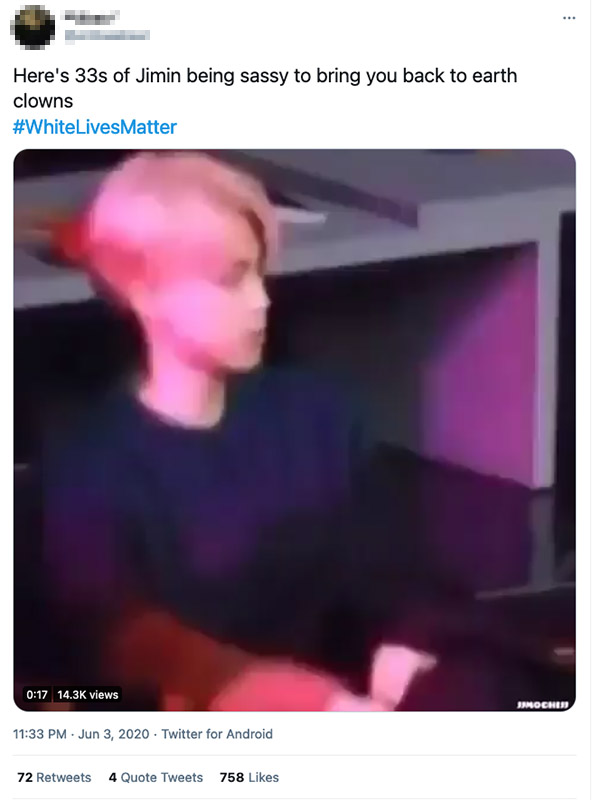 Here's 33s of Jimin being sassy to bring you back to earth
clowns
#WhiteLivesMatter
0:17 14.3K views
JJMOCHIJJ
11:33 PM · Jun 3, 2020 · Twitter for Android
72 Retweets 4 Quote Tweets 758 Likes